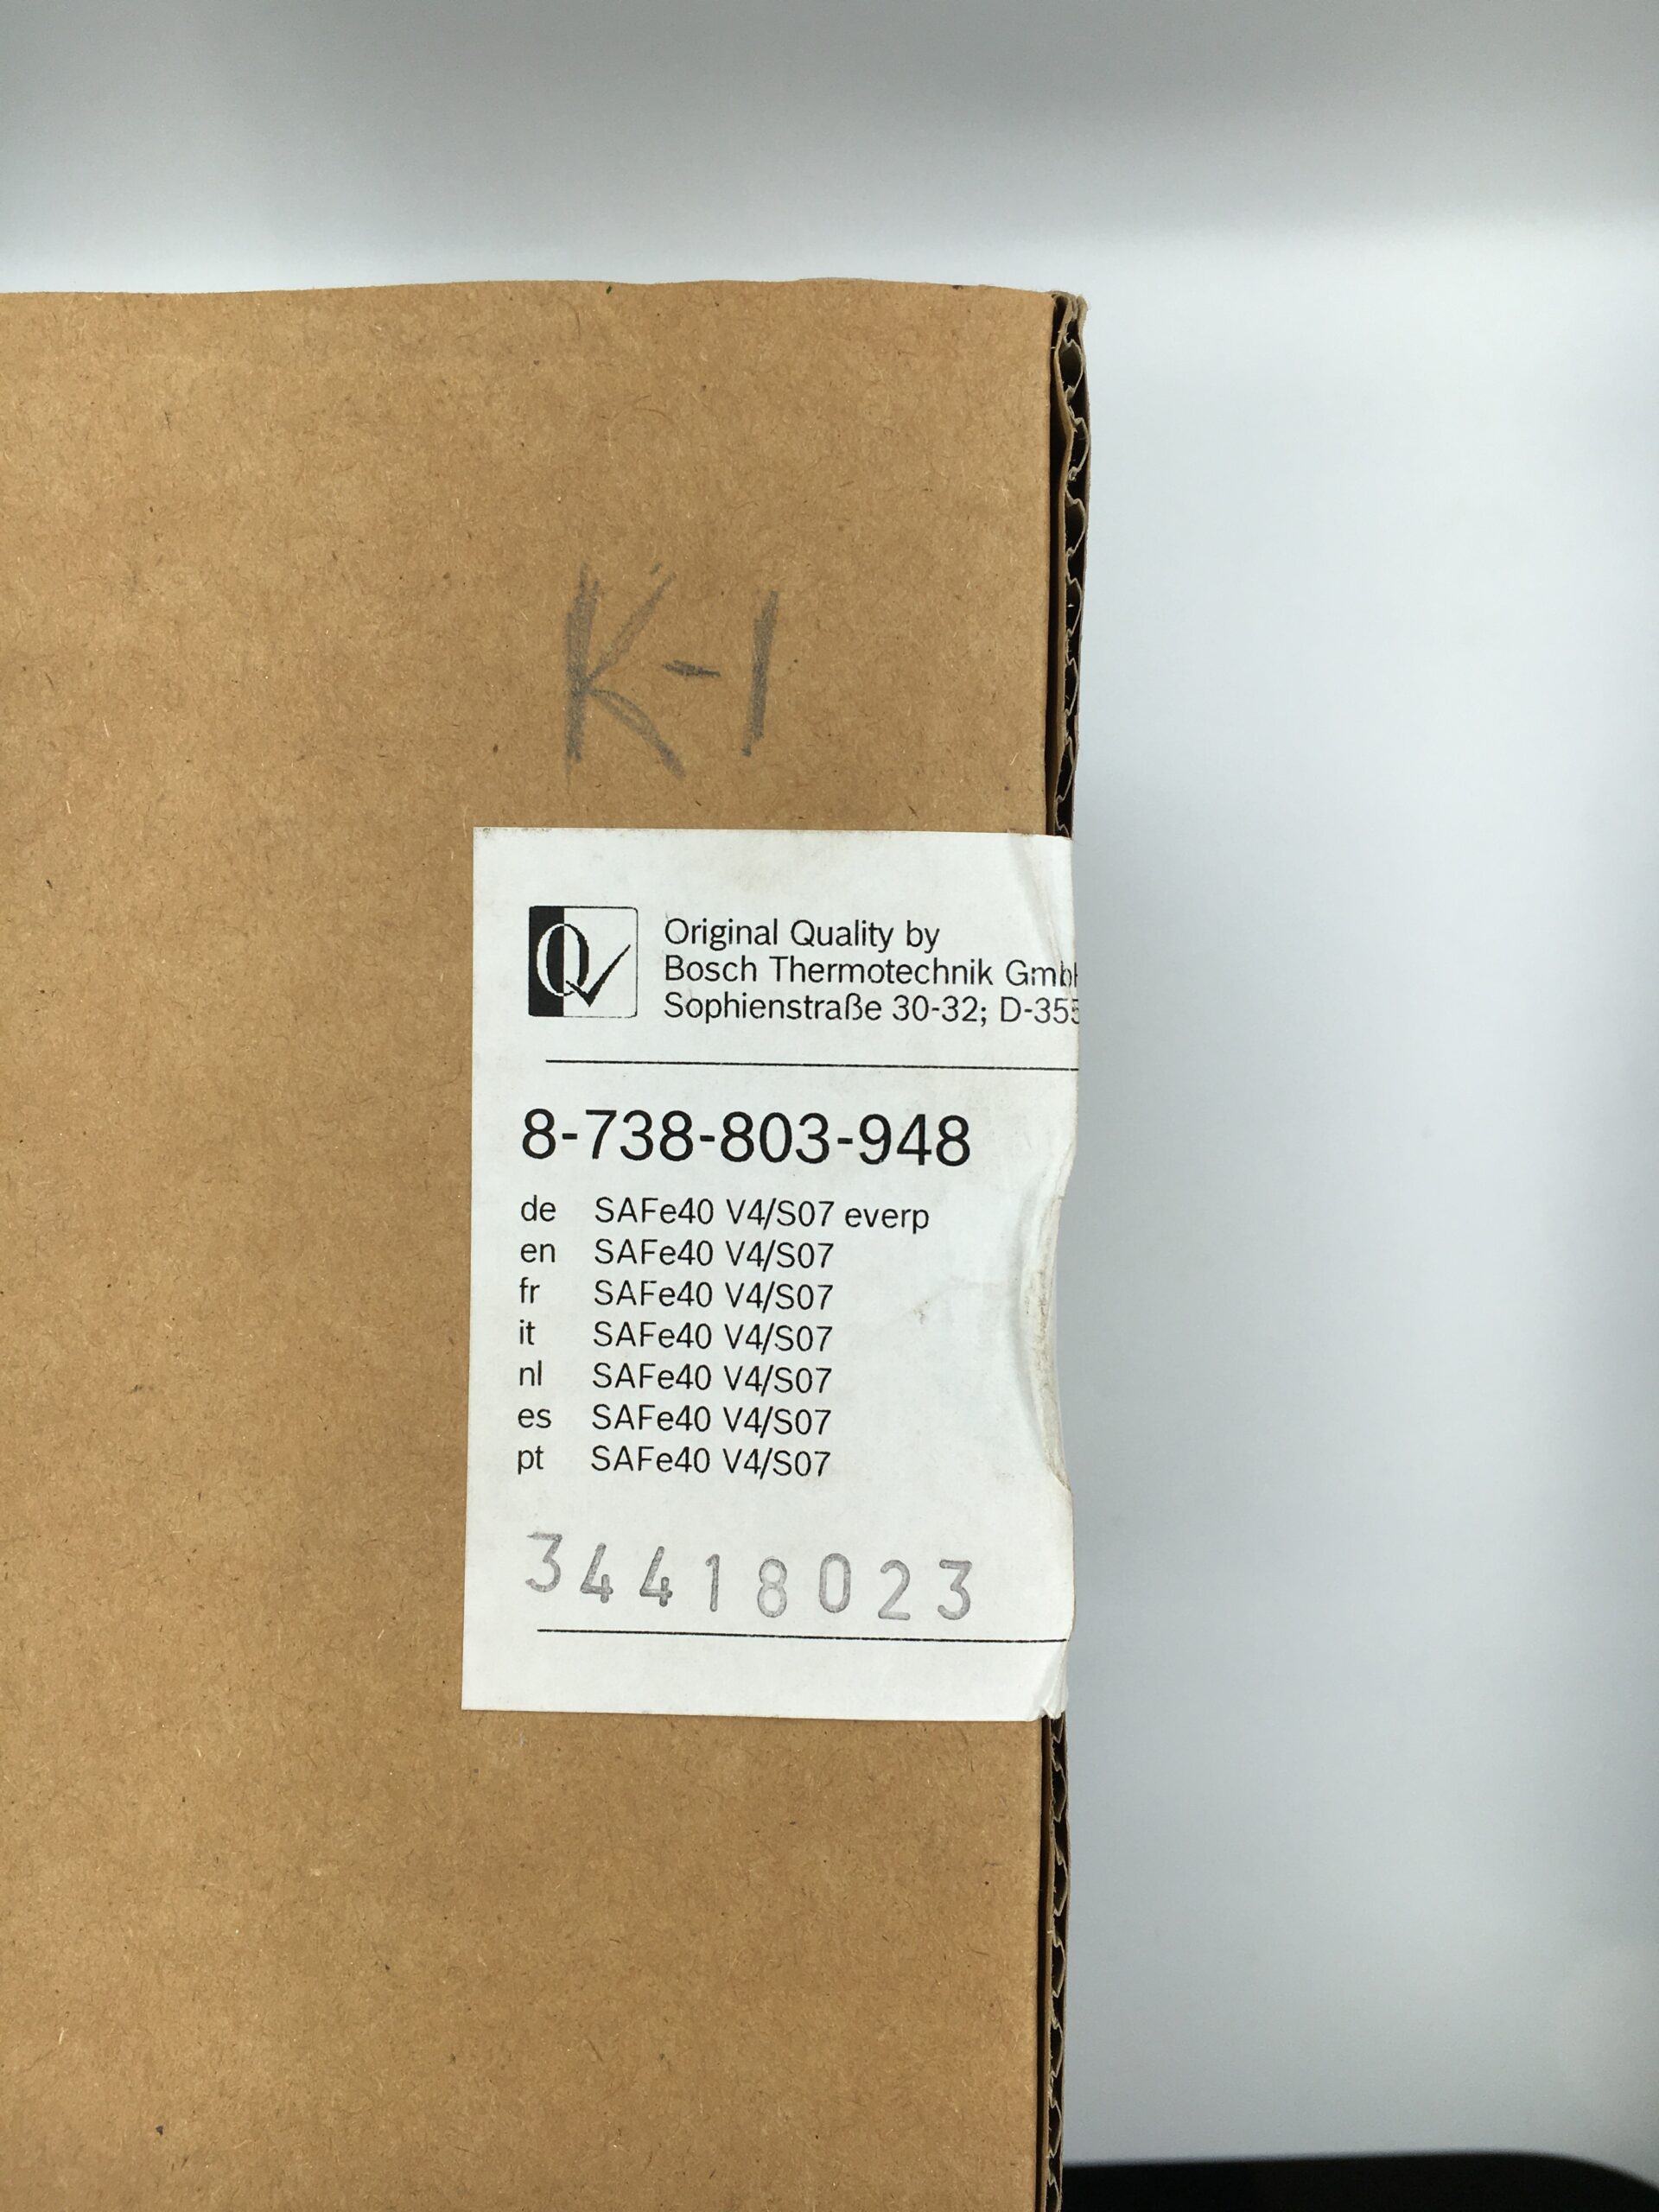 K-1
Q
Original Quality by
Bosch Thermotechnik Gmb
Sophienstraße 30-32; D-355
8-738-803-948
de SAFe40 V4/S07 everp
en SAFe40 V4/S07
fr SAFe40 V4/S07
it SAFe40 V4/S07
nl SAFe40 V4/S07
es SAFe40 V4/S07
pt SAFe40 V4/S07
34418023